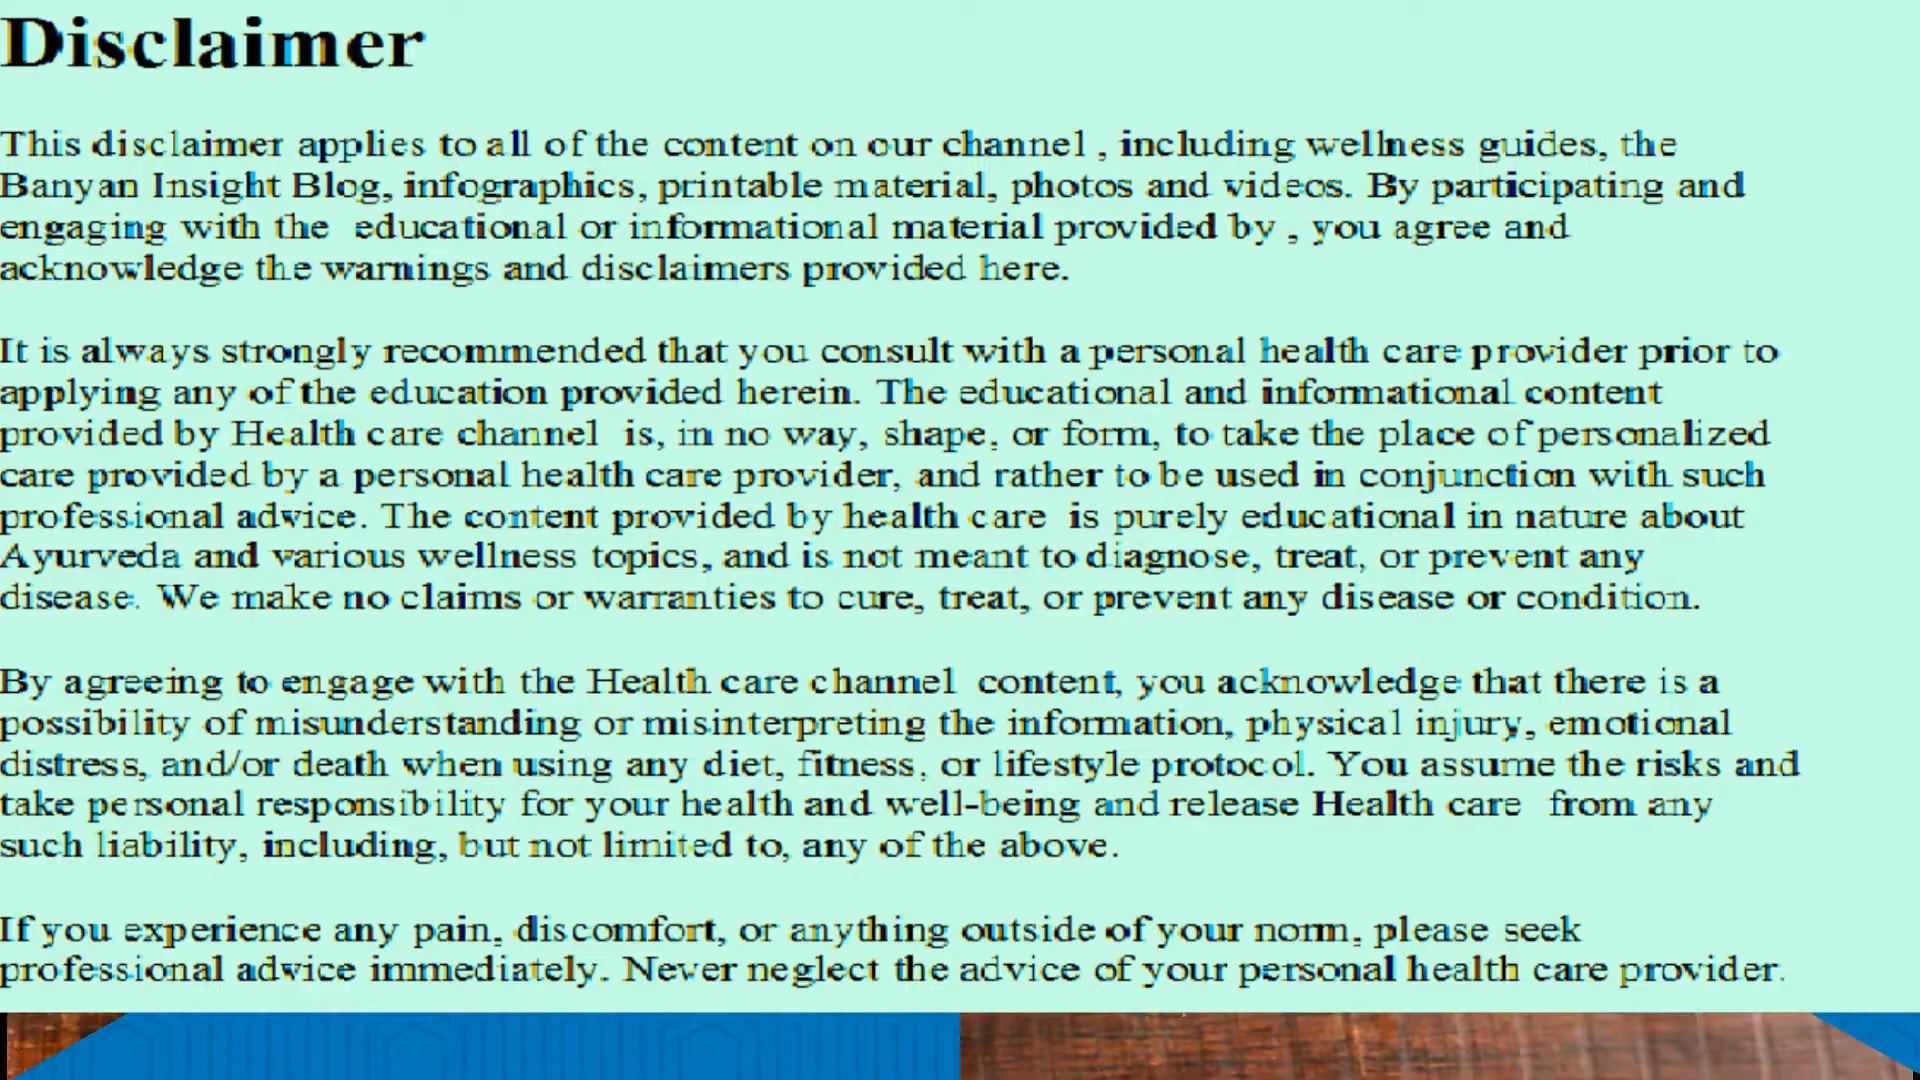 Disclaimer
This disclaimer applies to all of the content on our channel , including wellness guides, the
Banyan Insight Blog, infographics, printable material, photos and videos. By participating and
engaging with the educational or informational material provided by , you agree and
acknowledge the warnings and disclaimers provided here.
It is always strongly recommended that you consult with a personal health care provider prior to
applying any of the education provided herein. The educational and informational content
provided by Health care channel is, in no way, shape, or form, to take the place of personalized
care provided by a personal health care provider, and rather to be used in conjunction with such
professional advice. The content provided by health care is purely educational in nature about
Ayurveda and various wellness topics, and is not meant to diagnose, treat, or prevent any
disease. We make no claims or warranties to cure, treat, or prevent any disease or condition.
By agreeing to engage with the Health care channel content, you acknowledge that there is a
possibility of misunderstanding or misinterpreting the information, physical injury, emotional
distress, and/or death when using any diet, fitness, or lifestyle protocol. You assume the risks and
take personal responsibility for your health and well-being and release Health care from any
such liability, including, but not limited to, any of the above.
If you experience any pain, discomfort, or anything outside of your norm, please seek
professional advice immediately. Never neglect the advice of your personal health care provider.